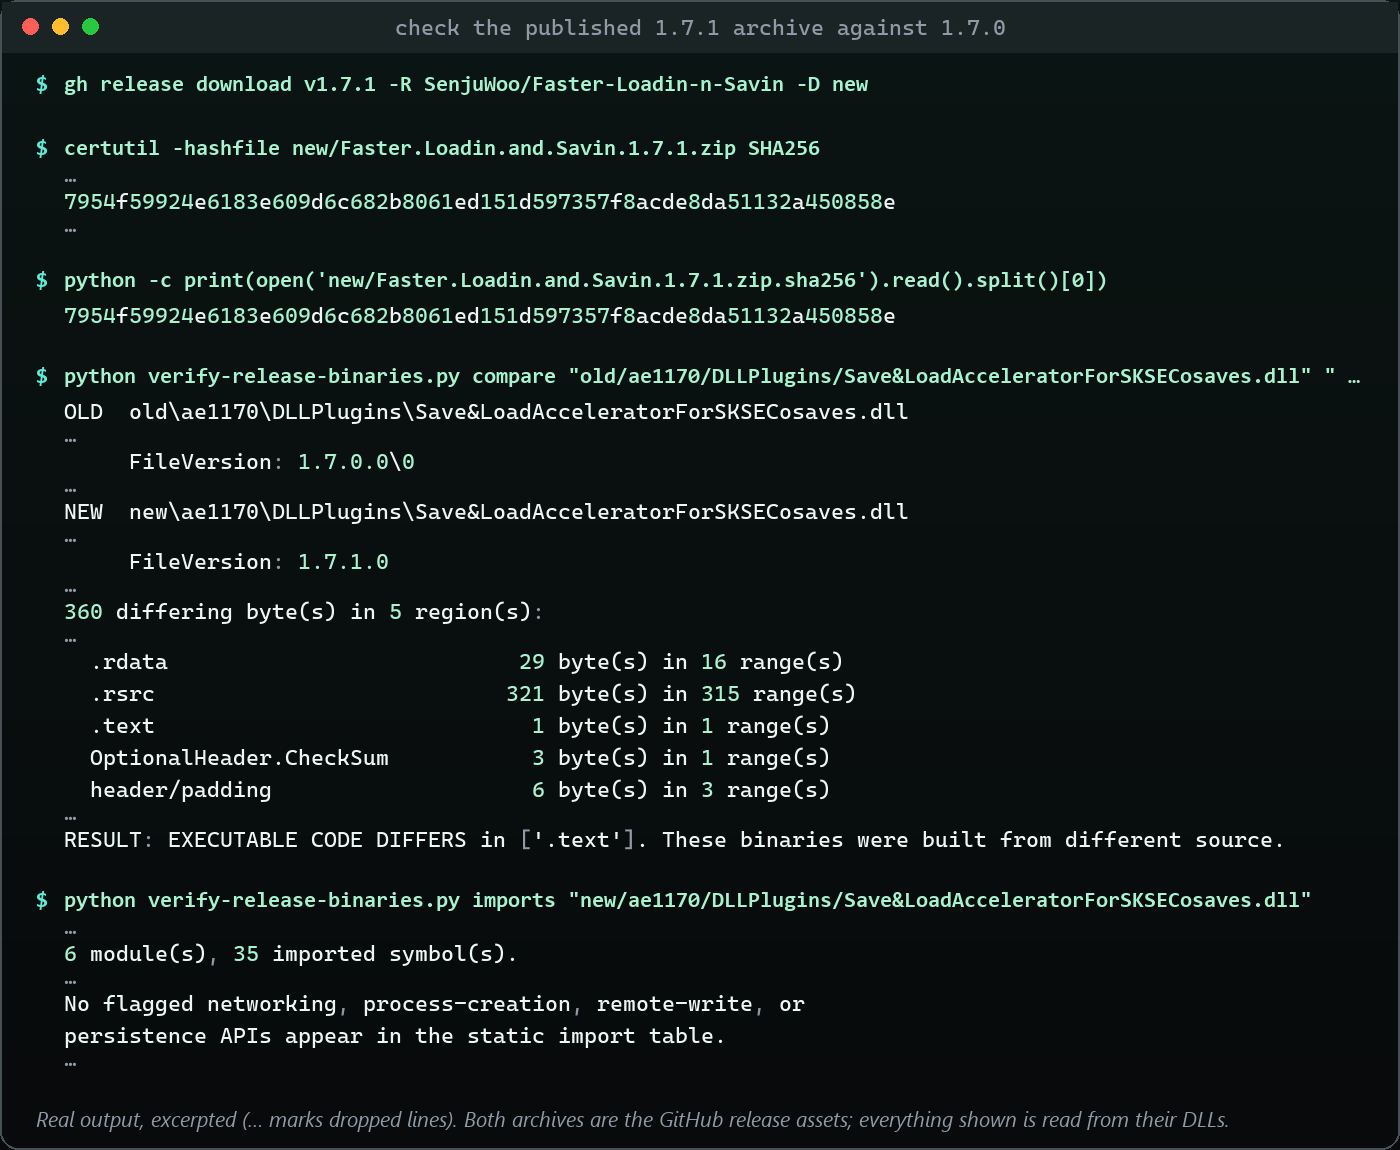 check the published 1.7.1 archive against 1.7.0
$ gh release download v1.7.1 -R SenjuWoo/Faster-Loadin-n-Savin -D new
$ certutil -hashfile new/Faster.Loadin.and.Savin.1.7.1.zip SHA256
…
7954f59924e6183e609d6c682b8061ed151d597357f8acde8da51132a450858e
…
$ python -c print(open('new/Faster.Loadin.and.Savin.1.7.1.zip.sha256').read().split()[0])
7954f59924e6183e609d6c682b8061ed151d597357f8acde8da51132a450858e
$ python verify-release-binaries.py compare "old/ae1170/DLLPlugins/Save&LoadAcceleratorForSKSECosaves.dll" " …
OLD  old\ae1170\DLLPlugins\Save&LoadAcceleratorForSKSECosaves.dll
…
FileVersion: 1.7.0.0\0
…
NEW  new\ae1170\DLLPlugins\Save&LoadAcceleratorForSKSECosaves.dll
…
FileVersion: 1.7.1.0
…
360 differing byte(s) in 5 region(s):
…
.rdata 29 byte(s) in 16 range(s)
.rsrc 321 byte(s) in 315 range(s)
.text 1 byte(s) in 1 range(s)
OptionalHeader.CheckSum 3 byte(s) in 1 range(s)
header/padding 6 byte(s) in 3 range(s)
…
RESULT: EXECUTABLE CODE DIFFERS in ['.text']. These binaries were built from different source.
$ python verify-release-binaries.py imports "new/ae1170/DLLPlugins/Save&LoadAcceleratorForSKSECosaves.dll"
…
6 module(s), 35 imported symbol(s).
…
No flagged networking, process-creation, remote-write, or
persistence APIs appear in the static import table.
…
Real output, excerpted (... marks dropped lines). Both archives are the GitHub release assets; everything shown is read from their DLLs.